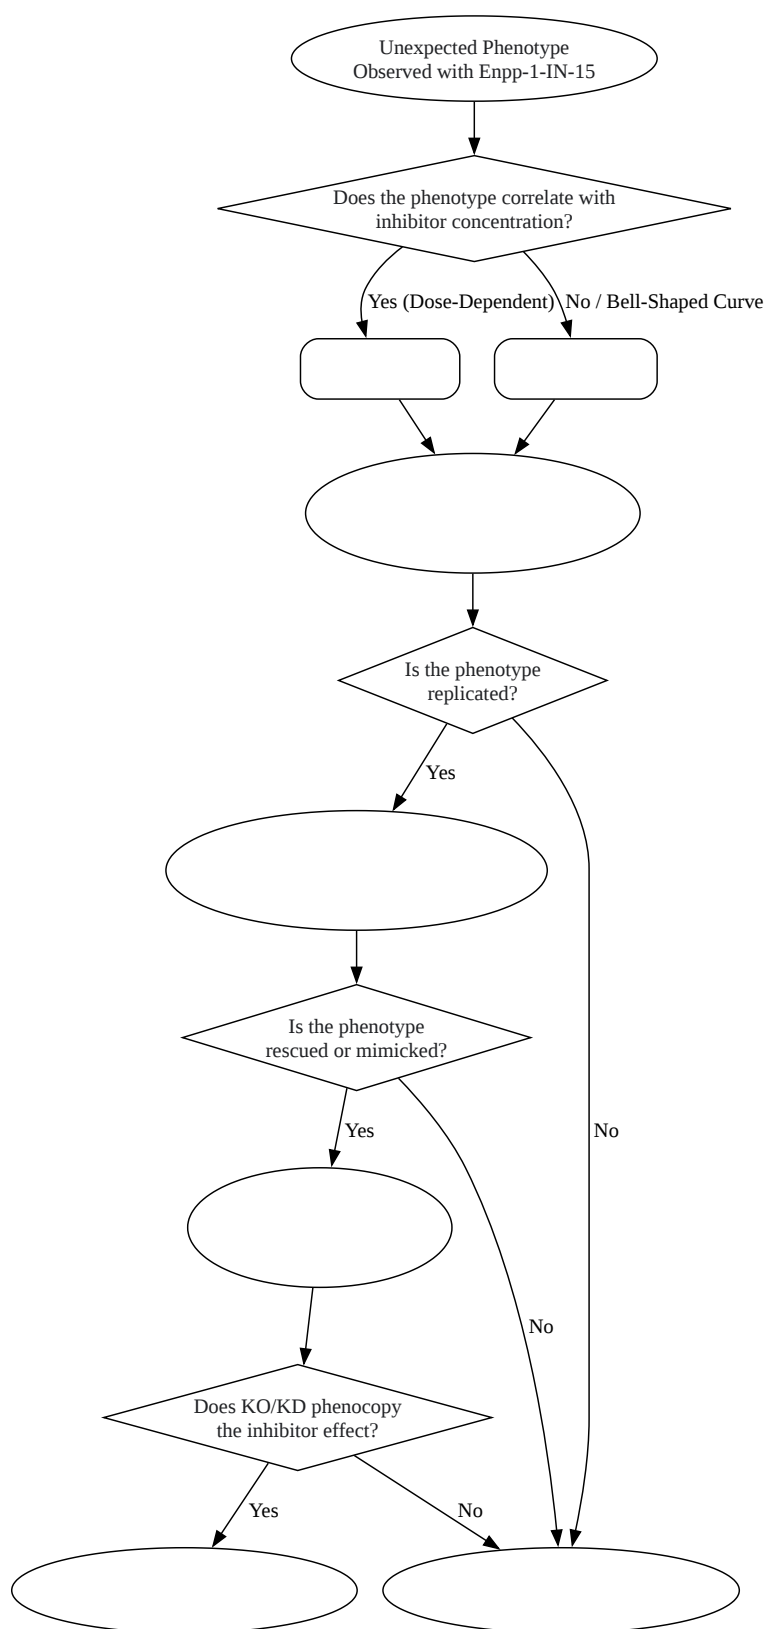 Unexpected Phenotype
Observed with Enpp-1-IN-15
Does the phenotype correlate with
inhibitor concentration?
Yes (Dose-Dependent)
No / Bell-Shaped Curve
Is the phenotype
replicated?
Yes
Is the phenotype
rescued or mimicked?
Yes
No
No
Does KO/KD phenocopy
the inhibitor effect?
Yes
No